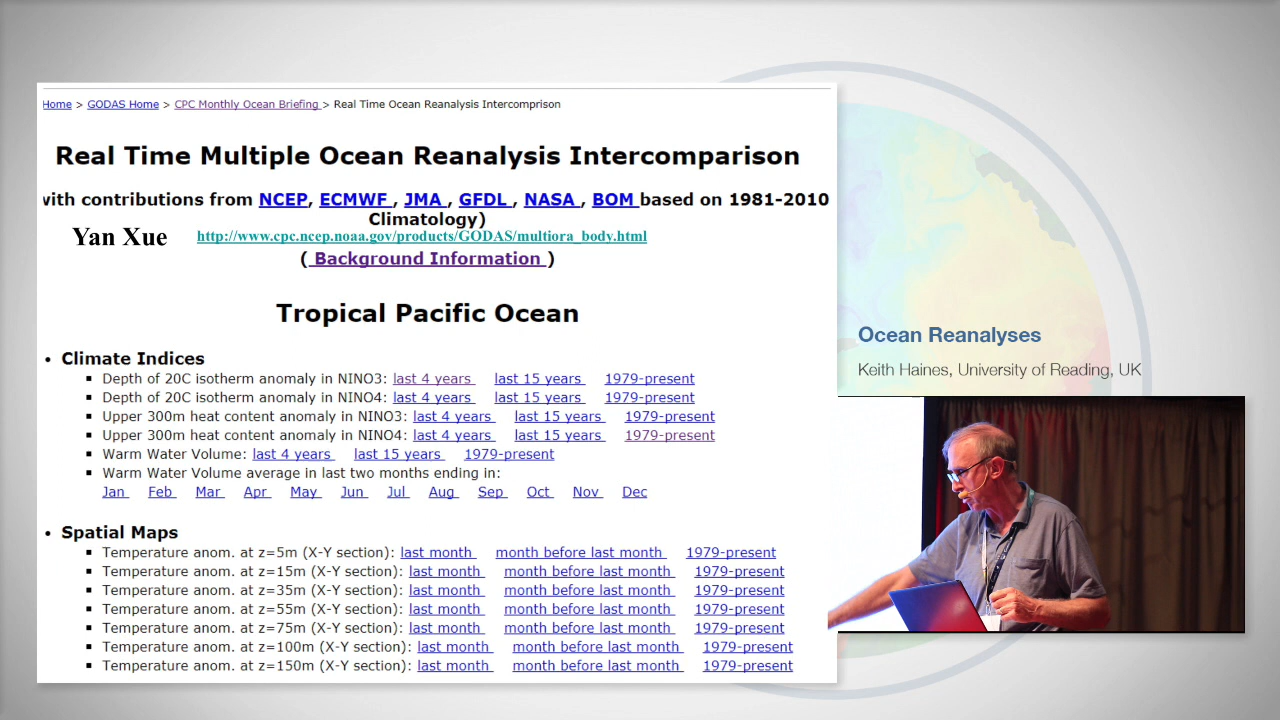 Home > GODAS Home > CPC Monthly Ocean Briefing > Real Time Ocean Reanalysis Intercomprison
Real Time Multiple Ocean Reanalysis Intercomparison
with contributions from NCEP, ECMWF , JMA , GFDL , NASA , BOM based on 1981-2010
Climatology)
Yan Xue http://www.cpc.ncep.noaa.gov/products/GODAS/multiora_body.html
( Background Information )
Tropical Pacific Ocean
• Climate Indices
▪ Depth of 20C isotherm anomaly in NINO3: last 4 years last 15 years 1979-present
▪ Depth of 20C isotherm anomaly in NINO4: last 4 years last 15 years 1979-present
▪ Upper 300m heat content anomaly in NINO3: last 4 years last 15 years 1979-present
▪ Upper 300m heat content anomaly in NINO4: last 4 years last 15 years 1979-present
▪ Warm Water Volume: last 4 years last 15 years 1979-present
▪ Warm Water Volume average in last two months ending in:
Jan Feb Mar Apr May Jun Jul Aug Sep Oct Nov Dec
• Spatial Maps
▪ Temperature anom. at z=5m (X-Y section): last month month before last month 1979-present
▪ Temperature anom. at z=15m (X-Y section): last month month before last month 1979-present
▪ Temperature anom. at z=35m (X-Y section): last month month before last month 1979-present
▪ Temperature anom. at z=55m (X-Y section): last month month before last month 1979-present
▪ Temperature anom. at z=75m (X-Y section): last month month before last month 1979-present
▪ Temperature anom. at z=100m (X-Y section): last month month before last month 1979-present
▪ Temperature anom. at z=150m (X-Y section): last month month before last month 1979-present
Ocean Reanalyses
Keith Haines, University of Reading, UK